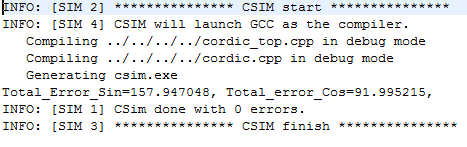 INFO: [SIM 2] *************** CSIM start ***************
INFO: [SIM 4] CSIM will launch GCC as the compiler.
Compiling ../../../../cordic_top.cpp in debug mode
Compiling ../../../../cordic.cpp in debug mode
Generating csim.exe
Total_Error_Sin=157.947048, Total_error_Cos=91.995215,
INFO: [SIM 1] CSim done with 0 errors.
INFO: [SIM 3] *************** CSIM finish ***************